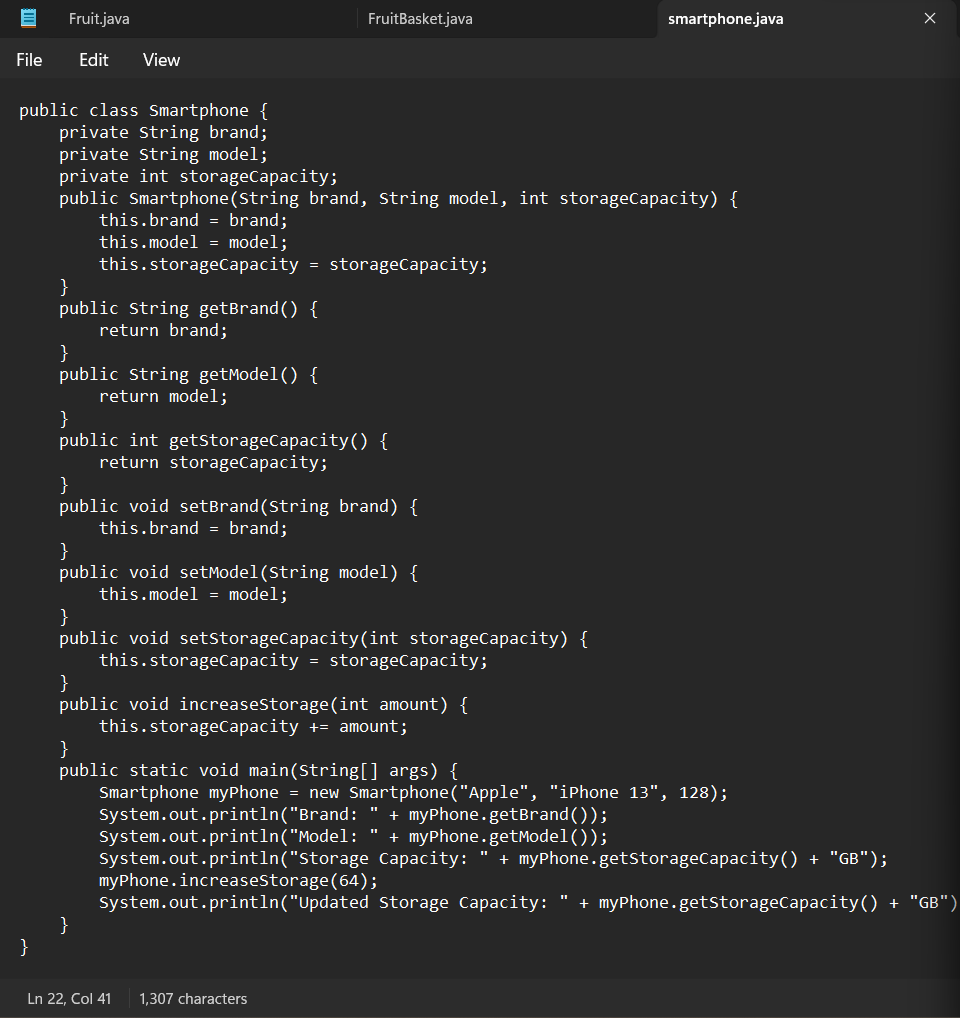 Fruit.java FruitBasket.java smartphone.java
File Edit View
public class Smartphone {
    private String brand;
    private String model;
    private int storageCapacity;
    public Smartphone(String brand, String model, int storageCapacity) {
        this.brand = brand;
        this.model = model;
        this.storageCapacity = storageCapacity;
    }
    public String getBrand() {
        return brand;
    }
    public String getModel() {
        return model;
    }
    public int getStorageCapacity() {
        return storageCapacity;
    }
    public void setBrand(String brand) {
        this.brand = brand;
    }
    public void setModel(String model) {
        this.model = model;
    }
    public void setStorageCapacity(int storageCapacity) {
        this.storageCapacity = storageCapacity;
    }
    public void increaseStorage(int amount) {
        this.storageCapacity += amount;
    }
    public static void main(String[] args) {
        Smartphone myPhone = new Smartphone("Apple", "iPhone 13", 128);
        System.out.println("Brand: " + myPhone.getBrand());
        System.out.println("Model: " + myPhone.getModel());
        System.out.println("Storage Capacity: " + myPhone.getStorageCapacity() + "GB");
        myPhone.increaseStorage(64);
        System.out.println("Updated Storage Capacity: " + myPhone.getStorageCapacity() + "GB")
    }
}
Ln 22, Col 41 1,307 characters